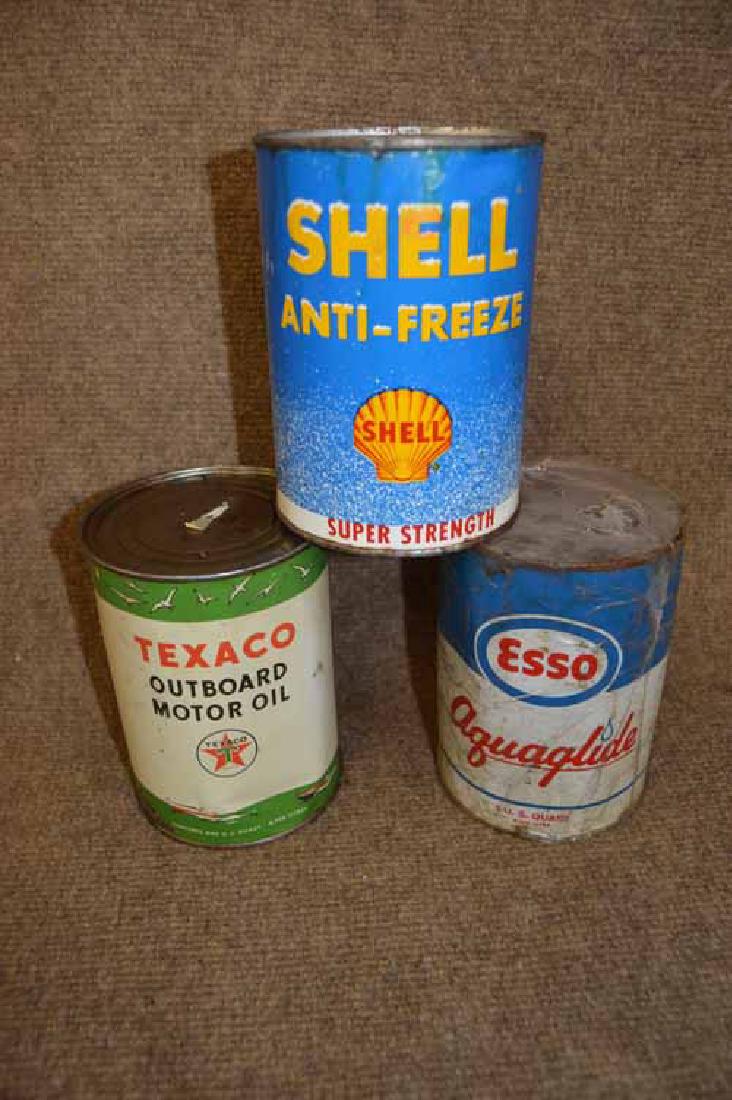 SHELL
ANTI-FREEZE
SHELL
SUPER STRENGTH
TEXACO
OUTBOARD
MOTOR OIL
TEXACO
T
Esso
Aquaglide
U.S. QUART